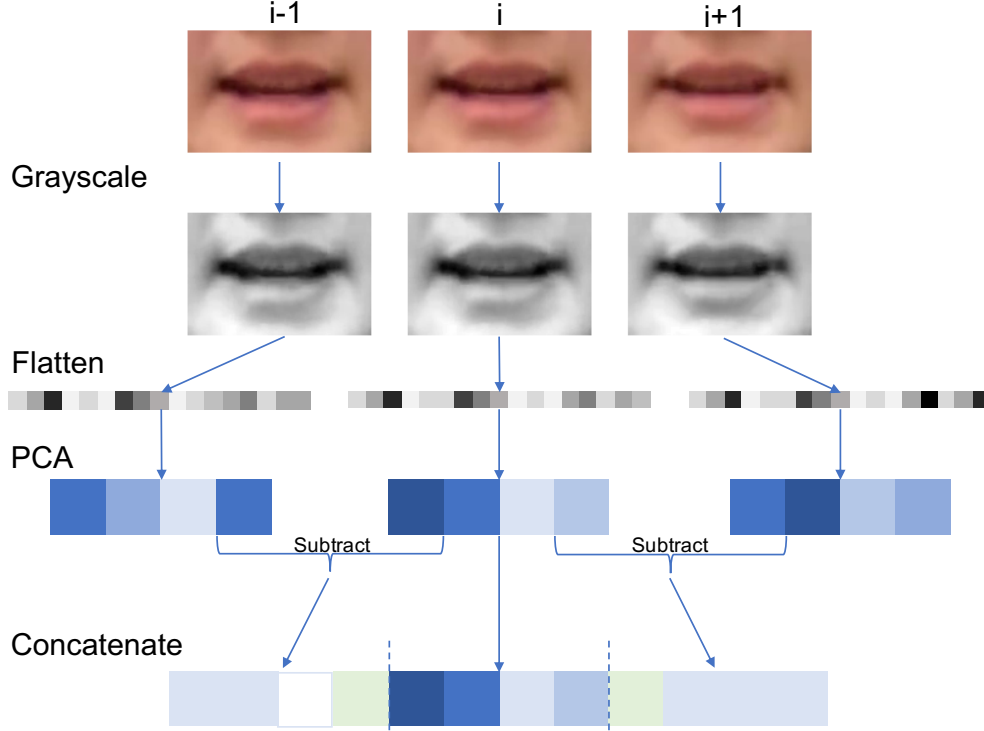 i-1 i i+1
Grayscale
Flatten
PCA
Subtract Subtract
Concatenate